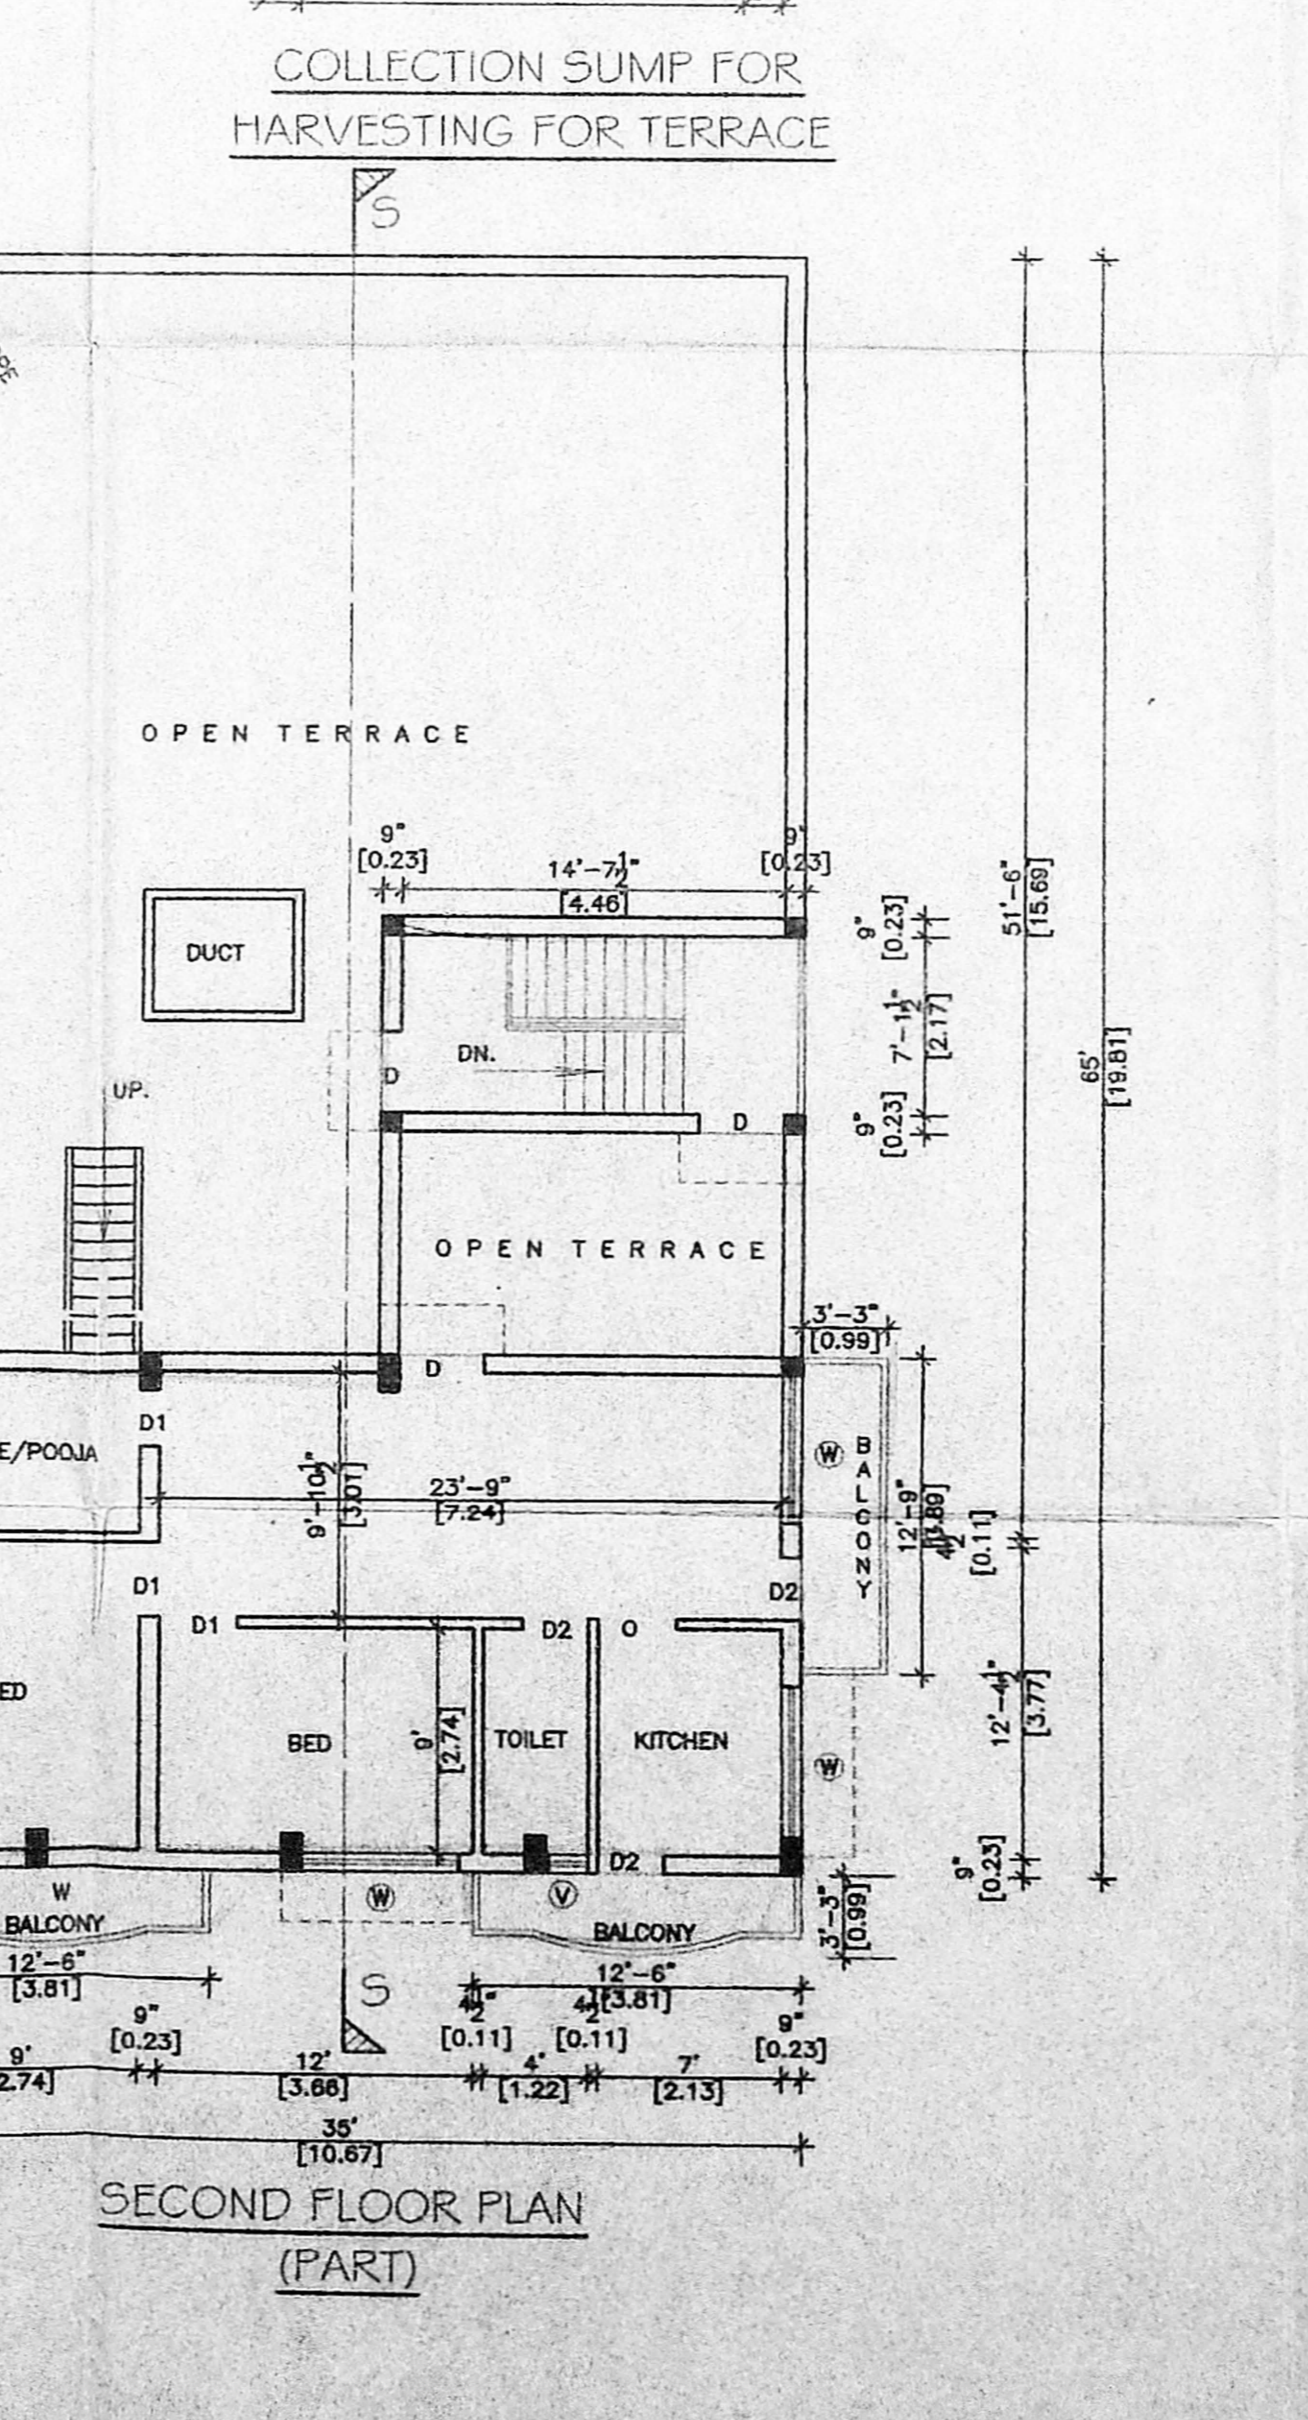 COLLECTION SUMP FOR
HARVESTING FOR TERRACE
S
OPEN TERRACE
9"
[0.23]
14'-7½"
[4.46]
9"
[0.23]
DUCT
9"
[0.23]
51'-6"
[15.69]
7'-1½"
[2.17]
DN.
D
UP.
65'
[19.81]
9"
[0.23]
D
OPEN TERRACE
3'-3"
[0.99]
D
D1
E/POOJA
W
BALCONY
9'-10½"
[3.01]
23'-9"
[7.24]
12'-9"
[3.89]
4½"
[0.11]
D1
D2
D1
D2
O
ED
BED
9'
[2.74]
TOILET
KITCHEN
W
12'-4½"
[3.77]
D2
9"
[0.23]
W
BALCONY
W
V
BALCONY
3'-3"
[0.99]
12'-6"
[3.81]
S
12'-6"
[3.81]
9"
[0.23]
4½"
[0.11]
4½"
[0.11]
9"
[0.23]
9'
2.74]
12'
[3.66]
4'
[1.22]
7'
[2.13]
35'
[10.67]
SECOND FLOOR PLAN
(PART)